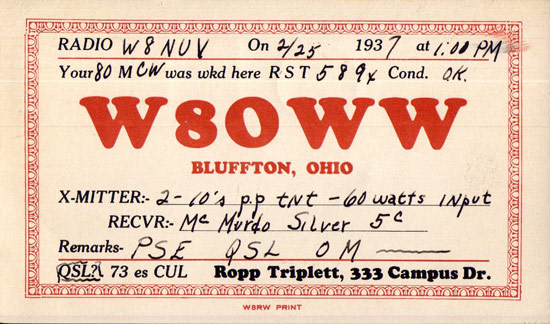 RADIO W8NUV On 2/25 1937 at 1:00 PM
Your 80 M CW was wkd here R S T 589x Cond. OK.
W8OWW
BLUFFTON, OHIO
X-MITTER:- 2-10's p.p tnt - 60 watts input
RECVR:- Mc Murdo Silver 5c
Remarks- PSE QSL OM
QSL? 73 es CUL Ropp Triplett, 333 Campus Dr.
W8RW PRINT